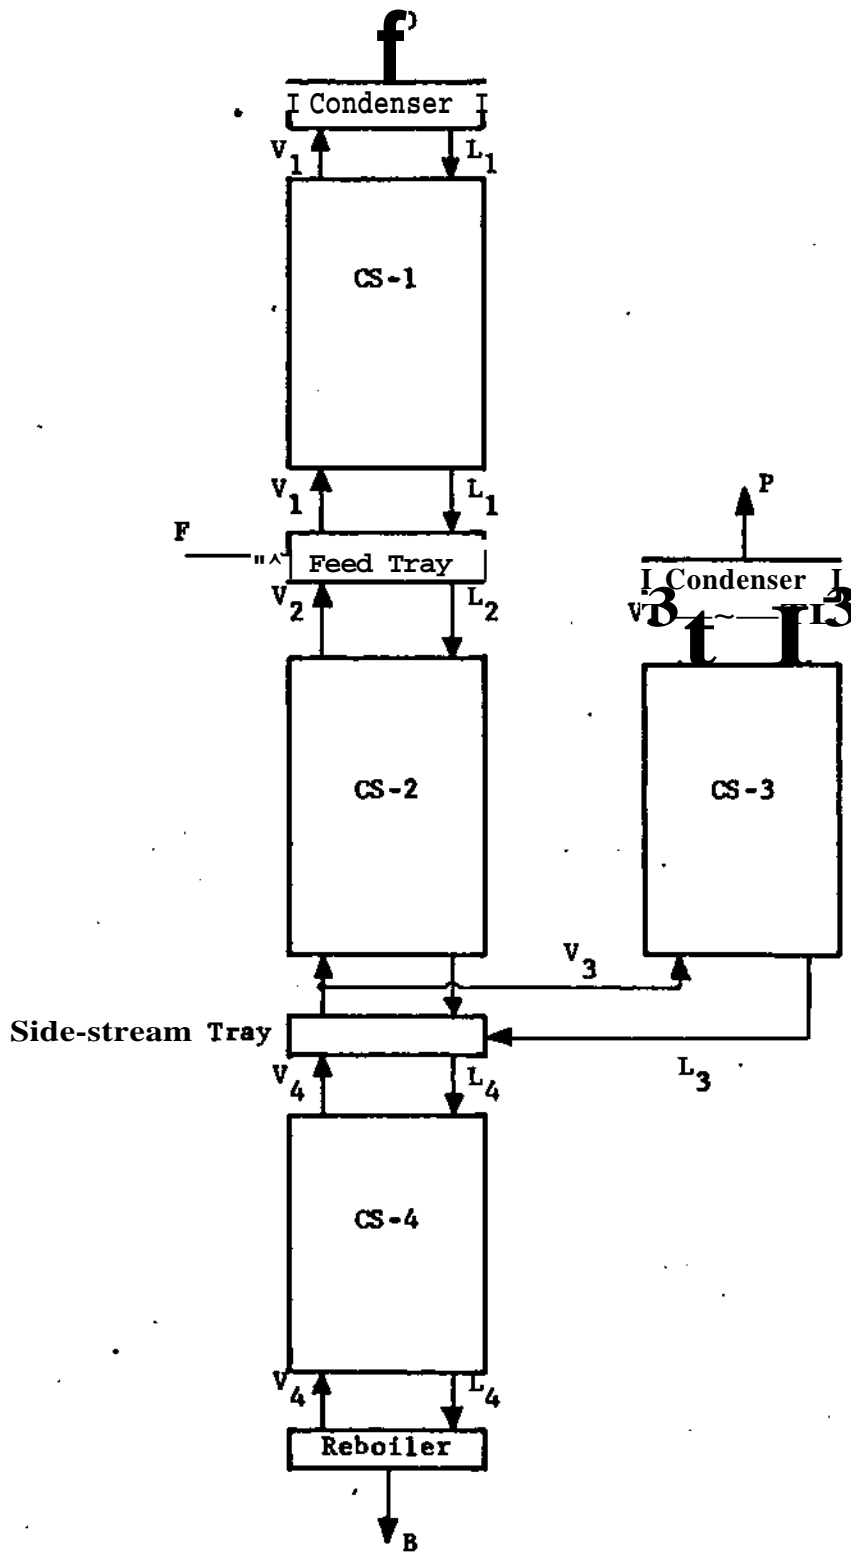 Condenser
V1 L1
CS-1
V1 L1
F
Feed Tray
V2 L2
CS-2
P
Condenser
CS-3
V3
Side-stream Tray
L3
V4 L4
CS-4
V4 L4
Reboiler
B